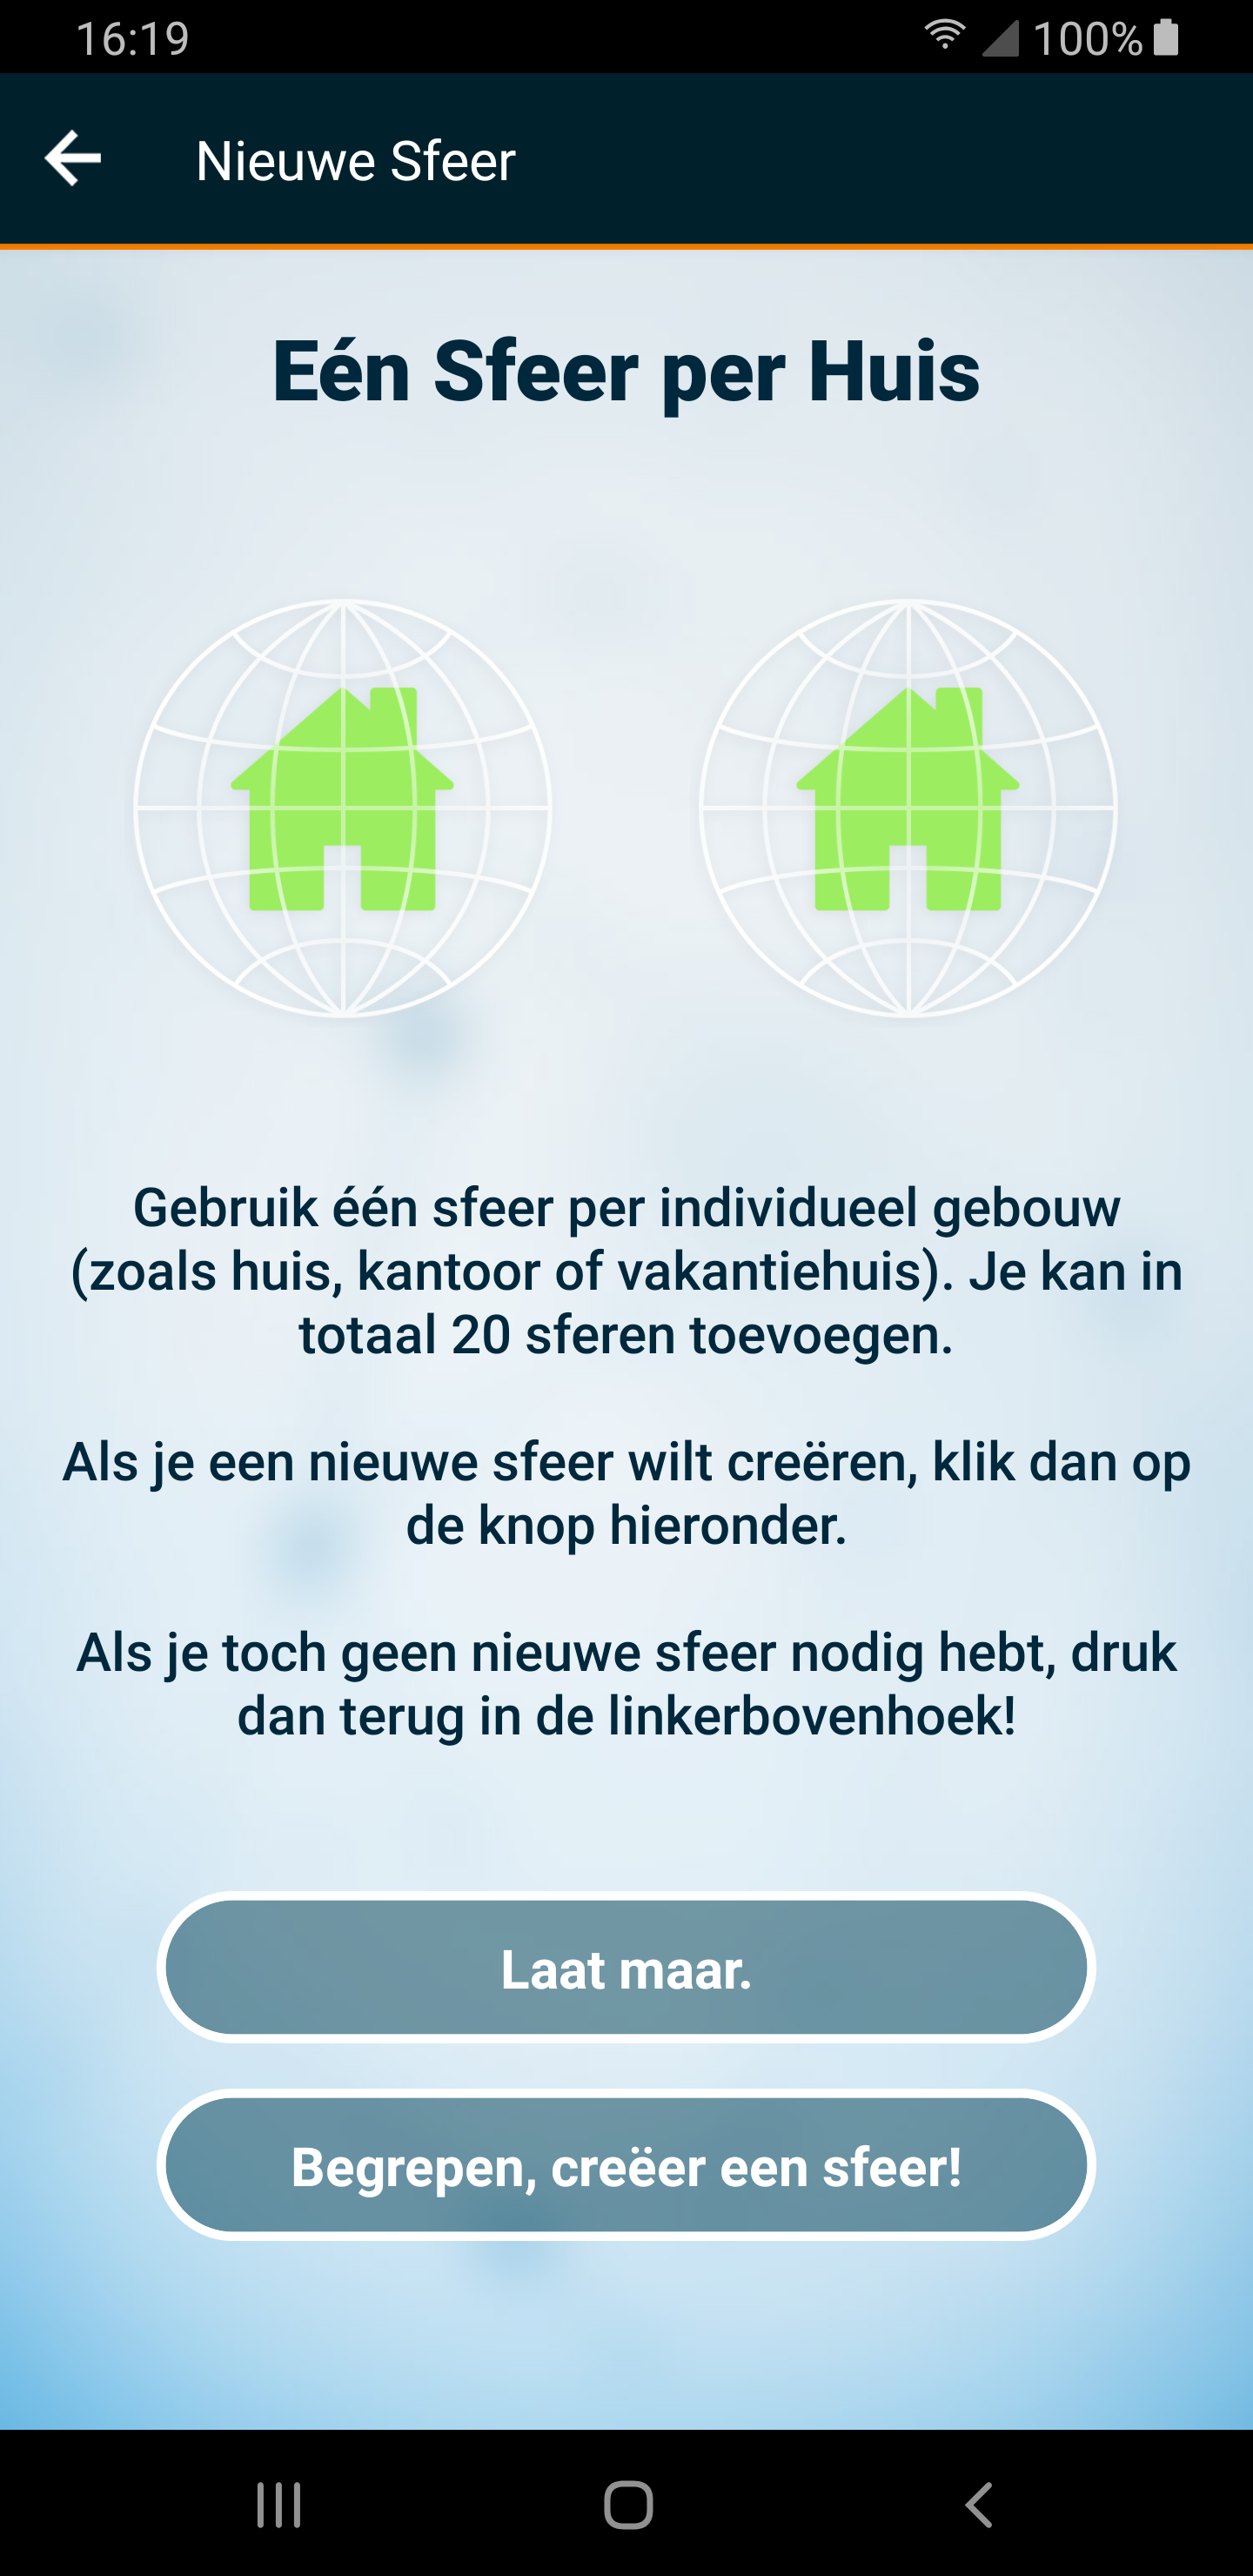 16:19
100%
Nieuwe Sfeer
Eén Sfeer per Huis
Gebruik één sfeer per individueel gebouw
(zoals huis, kantoor of vakantiehuis). Je kan in
totaal 20 sferen toevoegen.
Als je een nieuwe sfeer wilt creëren, klik dan op
de knop hieronder.
Als je toch geen nieuwe sfeer nodig hebt, druk
dan terug in de linkerbovenhoek!
Laat maar.
Begrepen, creëer een sfeer!